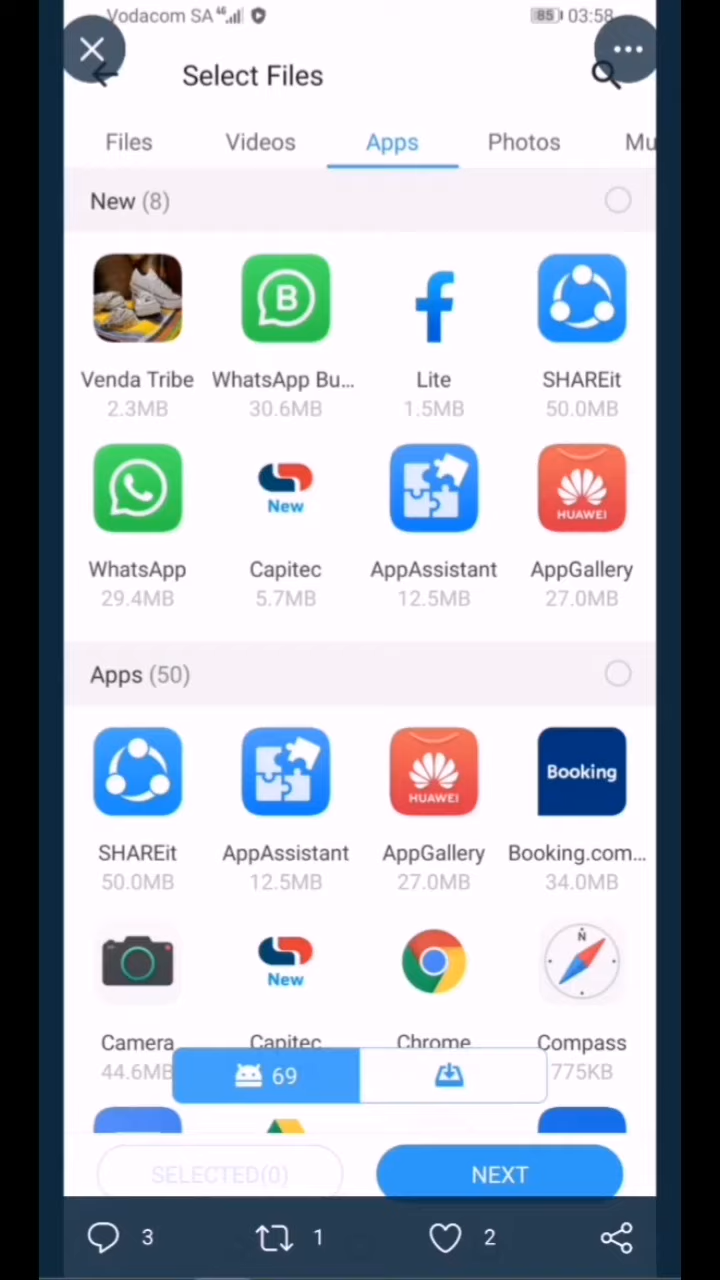 Vodacom SA 4G 85 03:58
Select Files
Files Videos Apps Photos Mu
New (8)
B
Venda Tribe WhatsApp Bu... Lite SHAREit
2.3MB 30.6MB 1.5MB 50.0MB
New HUAWEI
WhatsApp Capitec AppAssistant AppGallery
29.4MB 5.7MB 12.5MB 27.0MB
Apps (50)
HUAWEI Booking
SHAREit AppAssistant AppGallery Booking.com...
50.0MB 12.5MB 27.0MB 34.0MB
New N
Camera Capitec Chrome Compass
44.6MB 69 775KB
SELECTED(0) NEXT
3 1 2